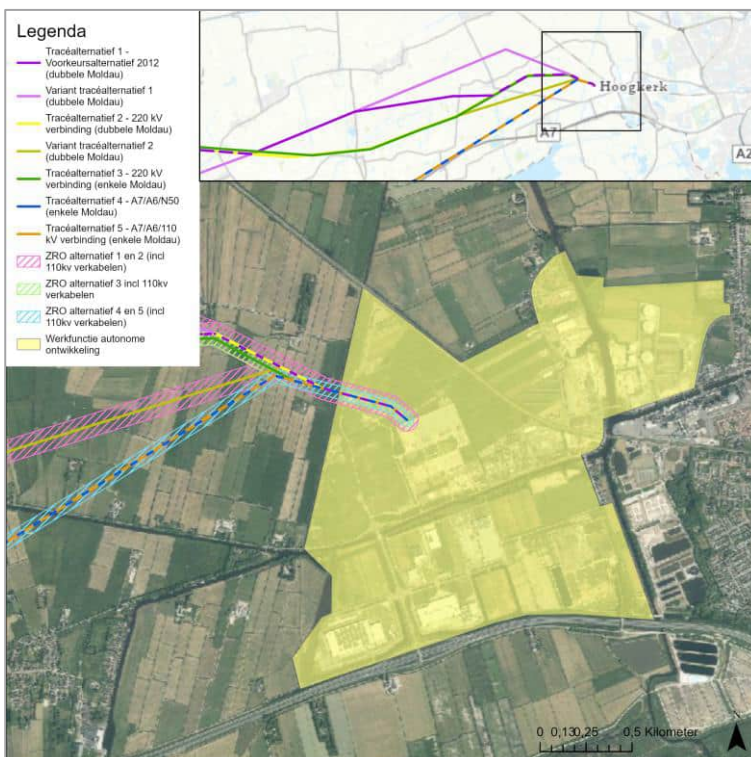 Legenda
Tracéalternatief 1 -
Voorkeursalternatief 2012
(dubbele Moldau)
Variant tracéalternatief 1
(dubbele Moldau)
Tracéalternatief 2 - 220 kV
verbinding (dubbele Moldau)
Variant tracéalternatief 2
(dubbele Moldau)
Tracéalternatief 3 - 220 kV
verbinding (enkele Moldau)
Tracéalternatief 4 - A7/A6/N50
(enkele Moldau)
Tracéalternatief 5 - A7/A6/110
kV verbinding (enkele Moldau)
ZRO alternatief 1 en 2 (incl
110kv verkabelen)
ZRO alternatief 3 incl 110kv
verkabelen
ZRO alternatief 4 en 5 (incl
110kv verkabelen)
Werkfunctie autonome
ontwikkeling
Hoogkerk
A7
A2
0 0,130,25 0,5 Kilometer